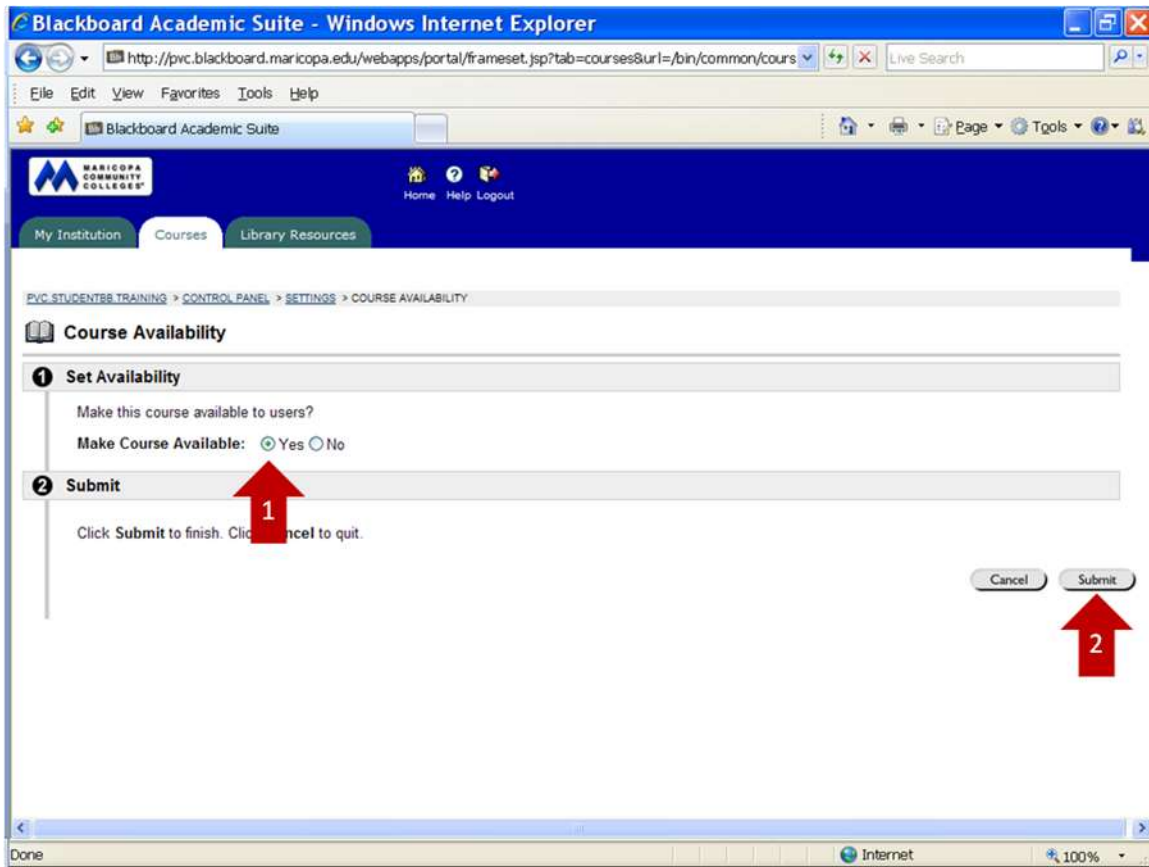 Blackboard Academic Suite - Windows Internet Explorer
http://pvc.blackboard.maricopa.edu/webapps/portal/frameset.jsp?tab=courses&url=/bin/common/cours
Live Search
File Edit View Favorites Tools Help
Blackboard Academic Suite
Page Tools
MARICOPA
COMMUNITY
COLLEGES
Home Help Logout
My Institution Courses Library Resources
PVC.STUDENTBB.TRAINING > CONTROL PANEL > SETTINGS > COURSE AVAILABILITY
Course Availability
1 Set Availability
Make this course available to users?
Make Course Available: Yes No
2 Submit
1
Click Submit to finish. Clic ncel to quit.
Cancel Submit
2
Done Internet 100%